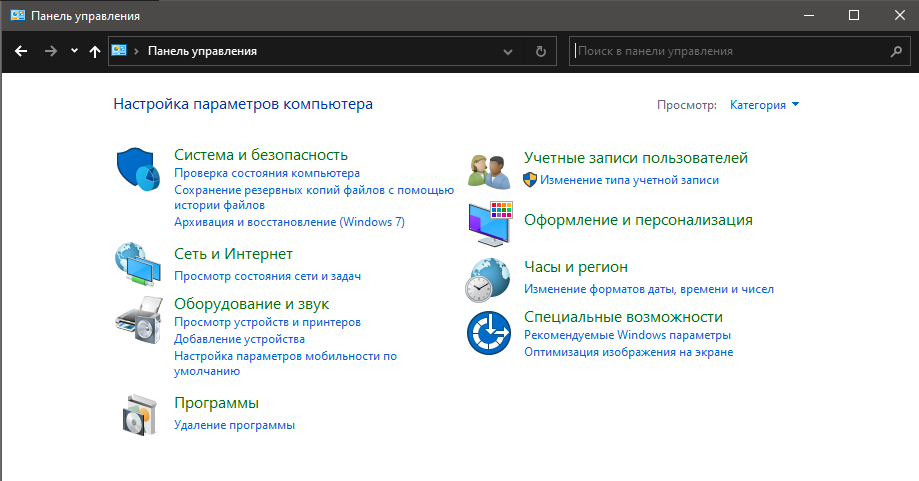 Панель управления
Панель управления
Поиск в панели управления
Настройка параметров компьютера
Просмотр: Категория
Система и безопасность
Проверка состояния компьютера
Сохранение резервных копий файлов с помощью
истории файлов
Архивация и восстановление (Windows 7)
Сеть и Интернет
Просмотр состояния сети и задач
Оборудование и звук
Просмотр устройств и принтеров
Добавление устройства
Настройка параметров мобильности по
умолчанию
Программы
Удаление программы
Учетные записи пользователей
Изменение типа учетной записи
Оформление и персонализация
Часы и регион
Изменение форматов даты, времени и чисел
Специальные возможности
Рекомендуемые Windows параметры
Оптимизация изображения на экране